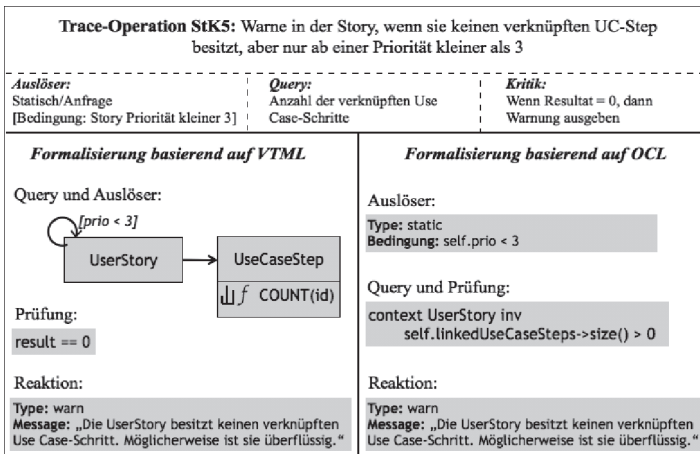 Trace-Operation StK5: Warne in der Story, wenn sie keinen verknüpften UC-Step
besitzt, aber nur ab einer Priorität kleiner als 3
Auslöser:
Statisch/Anfrage
[Bedingung: Story Priorität kleiner 3]
Query:
Anzahl der verknüpften Use
Case-Schritte
Kritik:
Wenn Resultat = 0, dann
Warnung ausgeben
Formalisierung basierend auf VTML
Query und Auslöser:
[prio < 3]
UserStory
UseCaseStep
f COUNT(id)
Prüfung:
result == 0
Reaktion:
Type: warn
Message: „Die UserStory besitzt keinen verknüpften
Use Case-Schritt. Möglicherweise ist sie überflüssig.“
Formalisierung basierend auf OCL
Auslöser:
Type: static
Bedingung: self.prio < 3
Query und Prüfung:
context UserStory inv
self.linkedUseCaseSteps->size() > 0
Reaktion:
Type: warn
Message: „Die UserStory besitzt keinen verknüpften
Use Case-Schritt. Möglicherweise ist sie überflüssig.“